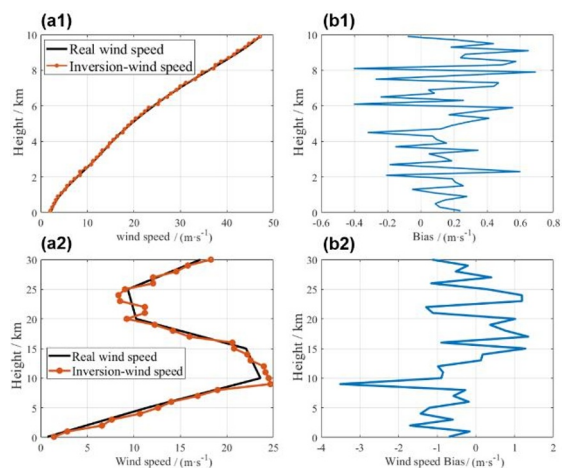 (a1)
(b1)
Real wind speed
Inversion-wind speed
Height / km
10
8
6
4
2
0
0 10 20 30 40 50
wind speed / (m·s⁻¹)
Height / km
10
8
6
4
2
0
-0.4 -0.2 0 0.2 0.4 0.6 0.8
Bias / (m·s⁻¹)
(a2)
(b2)
Height / km
30
25
20
15
10
5
0
Real wind speed
Inversion-wind speed
0 5 10 15 20 25
Wind speed / (m·s⁻¹)
Height / km
30
25
20
15
10
5
0
-4 -3 -2 -1 0 1 2
Wind speed Bias/ (m·s⁻¹)